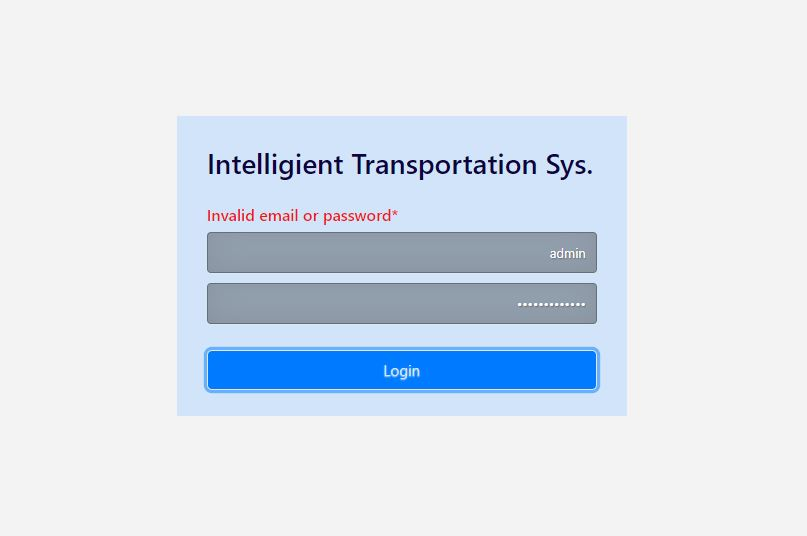 Intelligient Transportation Sys.
Invalid email or password*
admin
•••••••••••••
Login